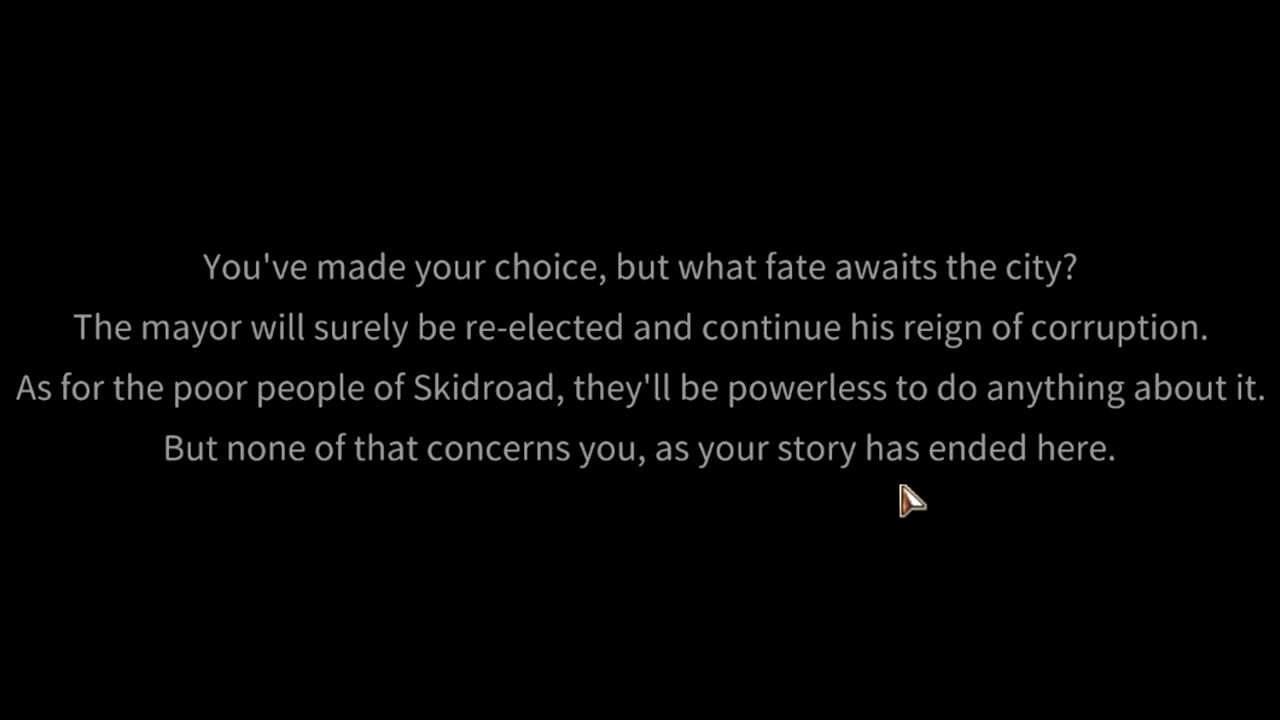 You've made your choice, but what fate awaits the city?
The mayor will surely be re-elected and continue his reign of corruption.
As for the poor people of Skidroad, they'll be powerless to do anything about it.
But none of that concerns you, as your story has ended here.